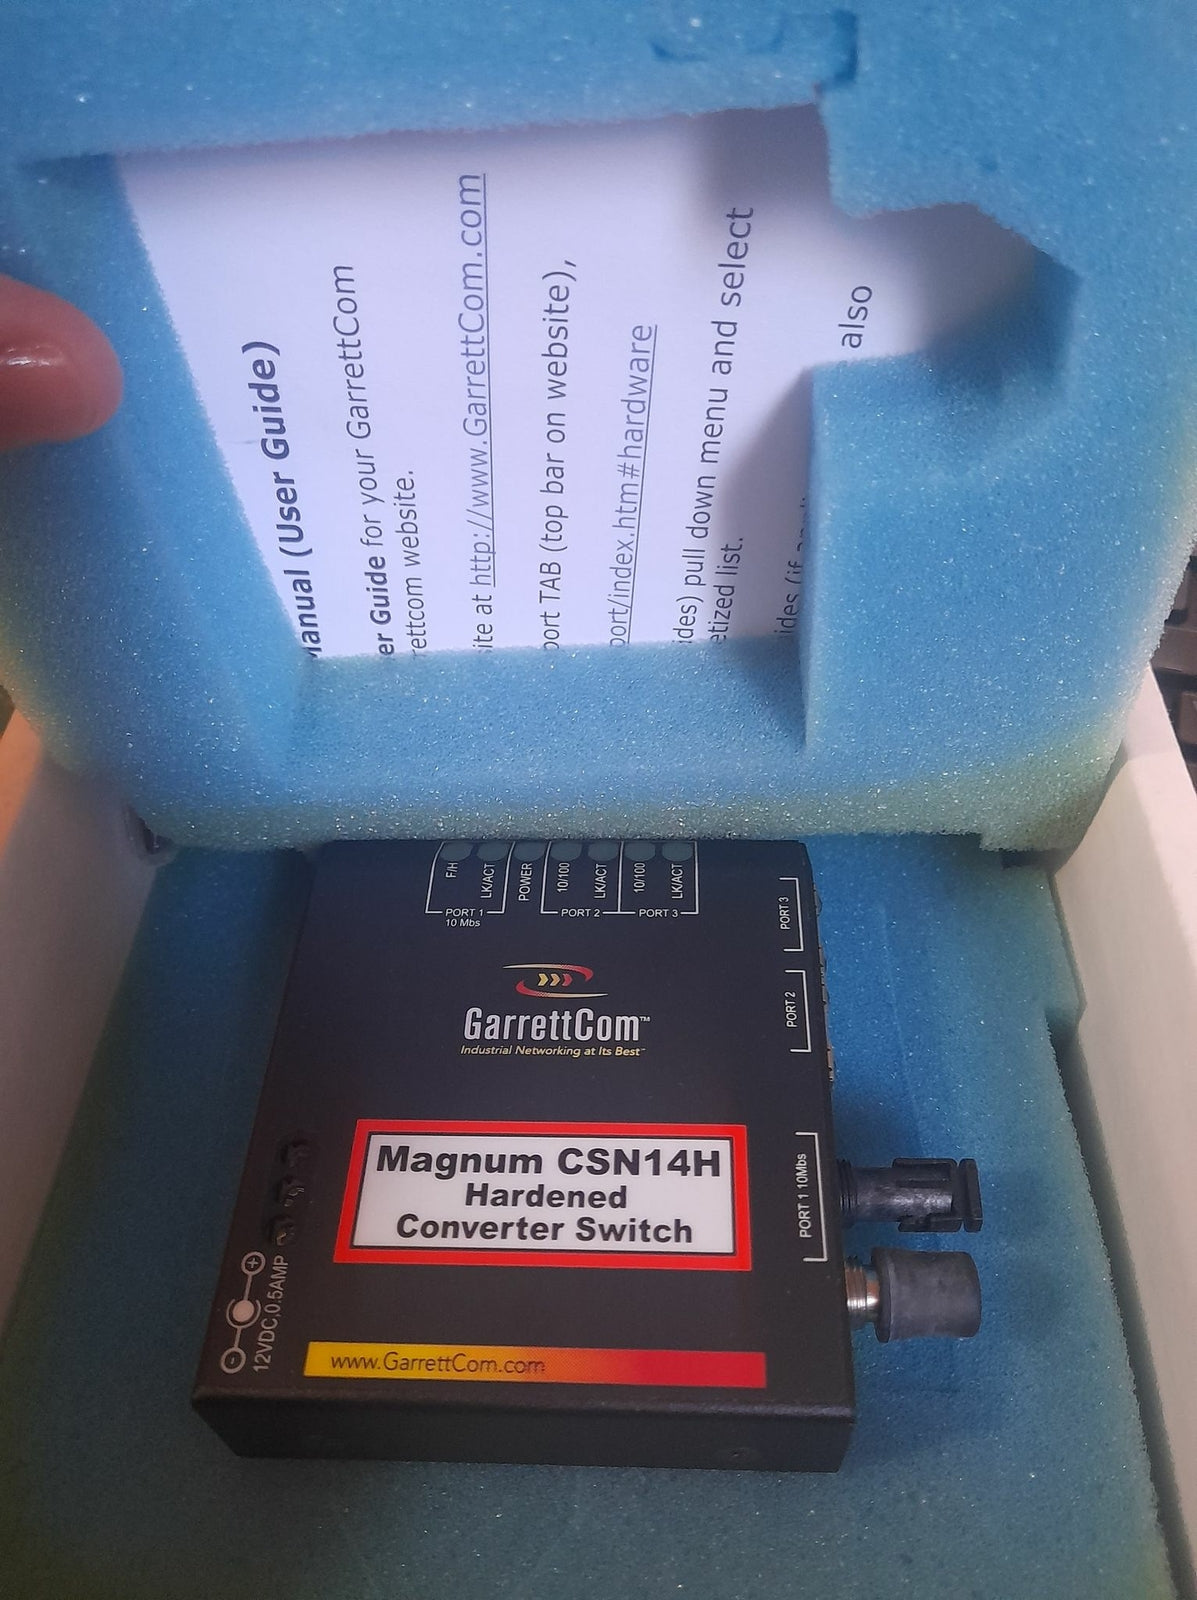 anual (User Guide)
er Guide for your GarrettCom
rettcom website.
ite at http://www.GarrettCom.com
port TAB (top bar on website),
port/index.htm#hardware
ides) pull down menu and select
etized list.
ides (if
also
F/H
LK/ACT
POWER
10/100
LK/ACT
10/100
LK/ACT
PORT 1
10 Mbs
PORT 2
PORT 3
PORT 3
PORT 2
PORT 1 10Mbs
GarrettCom™
Industrial Networking at Its Best™
Magnum CSN14H
Hardened
Converter Switch
- +
12VDC,0.5AMP
www.GarrettCom.com